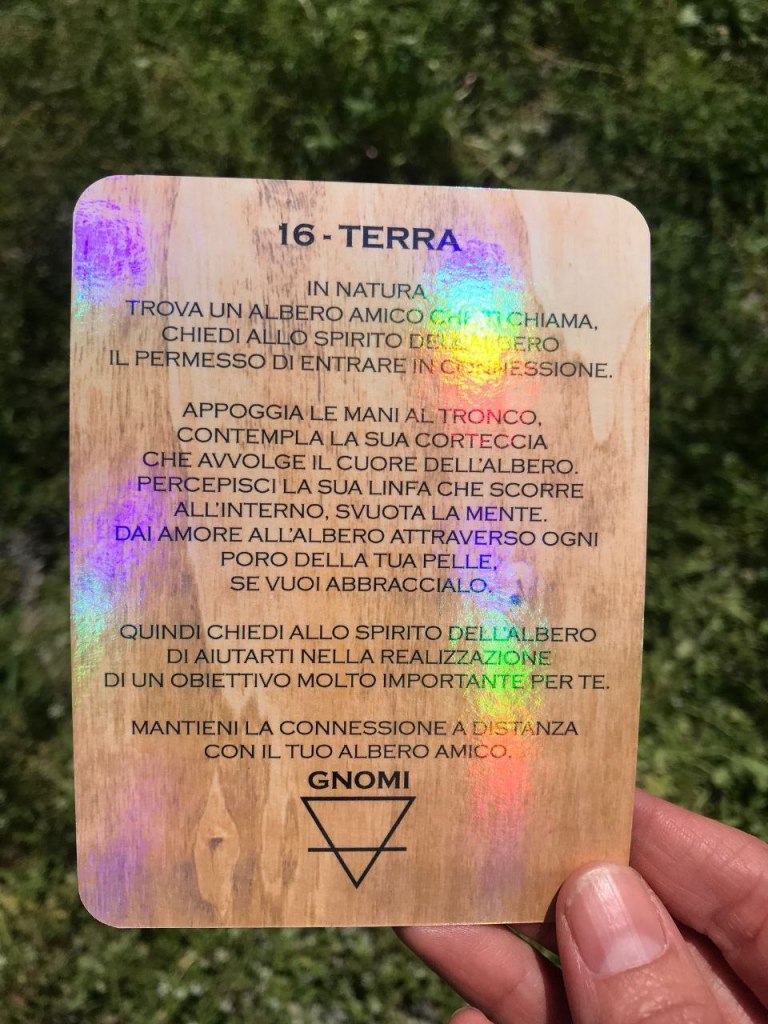 16 - TERRA
IN NATURA
TROVA UN ALBERO AMICO CHE TI CHIAMA,
CHIEDI ALLO SPIRITO DELL'ALBERO
IL PERMESSO DI ENTRARE IN CONNESSIONE.
APPOGGIA LE MANI AL TRONCO,
CONTEMPLA LA SUA CORTECCIA
CHE AVVOLGE IL CUORE DELL'ALBERO.
PERCEPISCI LA SUA LINFA CHE SCORRE
ALL'INTERNO, SVUOTA LA MENTE.
DAI AMORE ALL'ALBERO ATTRAVERSO OGNI
PORO DELLA TUA PELLE,
SE VUOI ABBRACCIALO.
QUINDI CHIEDI ALLO SPIRITO DELL'ALBERO
DI AIUTARTI NELLA REALIZZAZIONE
DI UN OBIETTIVO MOLTO IMPORTANTE PER TE.
MANTIENI LA CONNESSIONE A DISTANZA
CON IL TUO ALBERO AMICO.
GNOMI